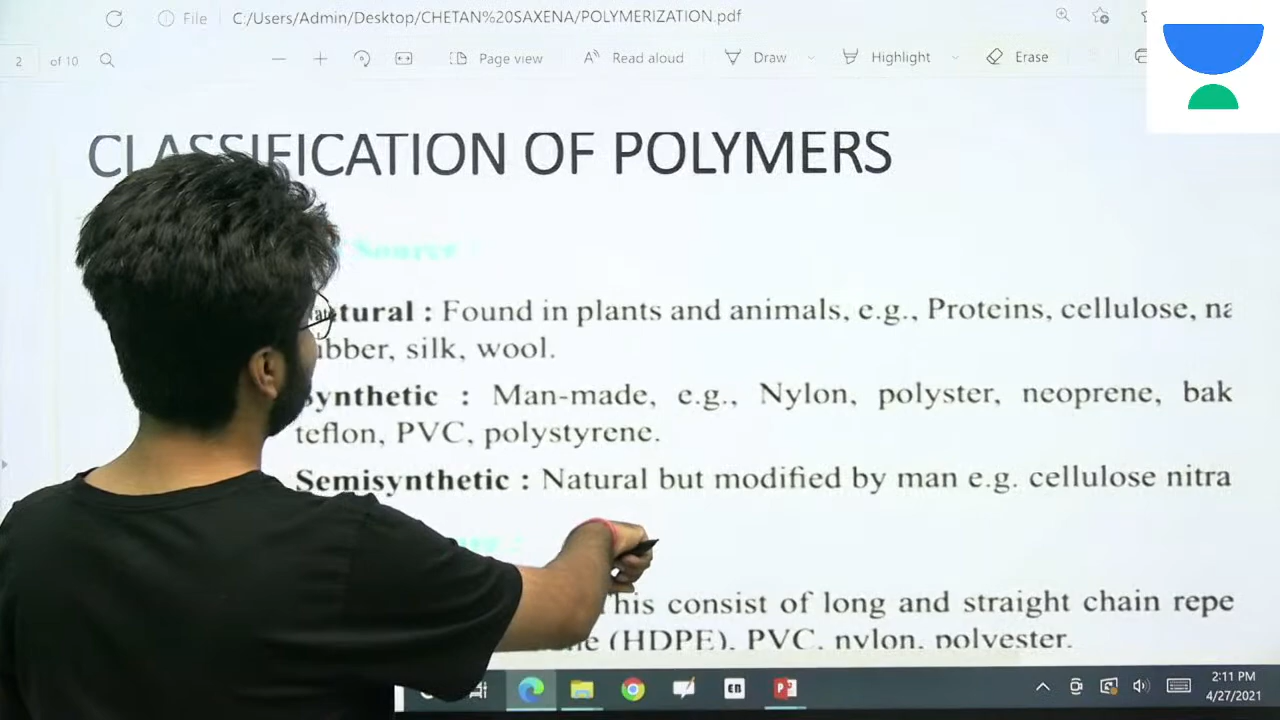 File C:/Users/Admin/Desktop/CHETAN%20SAXENA/POLYMERIZATION.pdf
2 of 10 Page view Read aloud Draw Highlight Erase
CLASSIFICATION OF POLYMERS
Source :
tural : Found in plants and animals, e.g., Proteins, cellulose, na
bber, silk, wool.
Synthetic : Man-made, e.g., Nylon, polyster, neoprene, bak
teflon, PVC, polystyrene.
Semisynthetic : Natural but modified by man e.g. cellulose nitra
This consist of long and straight chain repe
(HDPE), PVC, nylon, polyester.
2:11 PM
4/27/2021